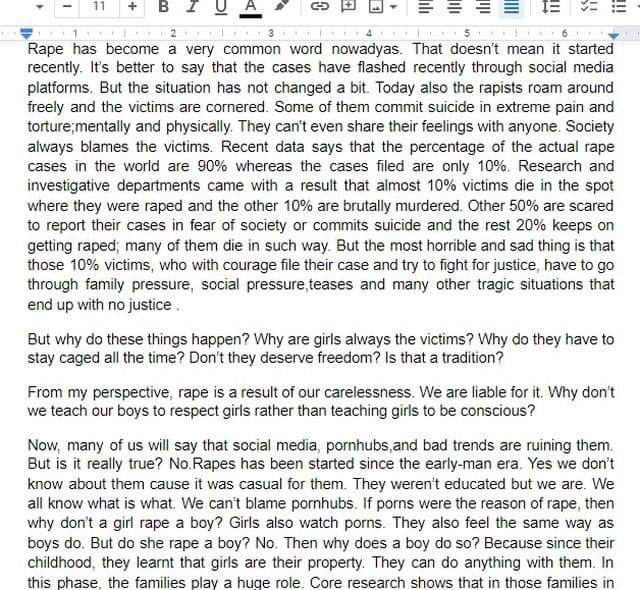 11
B I U A
1 2 3 4 5 6
Rape has become a very common word nowadyas. That doesn't mean it started
recently. It's better to say that the cases have flashed recently through social media
platforms. But the situation has not changed a bit. Today also the rapists roam around
freely and the victims are cornered. Some of them commit suicide in extreme pain and
torture;mentally and physically. They can't even share their feelings with anyone. Society
always blames the victims. Recent data says that the percentage of the actual rape
cases in the world are 90% whereas the cases filed are only 10%. Research and
investigative departments came with a result that almost 10% victims die in the spot
where they were raped and the other 10% are brutally murdered. Other 50% are scared
to report their cases in fear of society or commits suicide and the rest 20% keeps on
getting raped; many of them die in such way. But the most horrible and sad thing is that
those 10% victims, who with courage file their case and try to fight for justice, have to go
through family pressure, social pressure,teases and many other tragic situations that
end up with no justice .
But why do these things happen? Why are girls always the victims? Why do they have to
stay caged all the time? Don't they deserve freedom? Is that a tradition?
From my perspective, rape is a result of our carelessness. We are liable for it. Why don't
we teach our boys to respect girls rather than teaching girls to be conscious?
Now, many of us will say that social media, pornhubs,and bad trends are ruining them.
But is it really true? No.Rapes has been started since the early-man era. Yes we don't
know about them cause it was casual for them. They weren't educated but we are. We
all know what is what. We can't blame pornhubs. If porns were the reason of rape, then
why don't a girl rape a boy? Girls also watch porns. They also feel the same way as
boys do. But do she rape a boy? No. Then why does a boy do so? Because since their
childhood, they learnt that girls are their property. They can do anything with them. In
this phase, the families play a huge role. Core research shows that in those families in